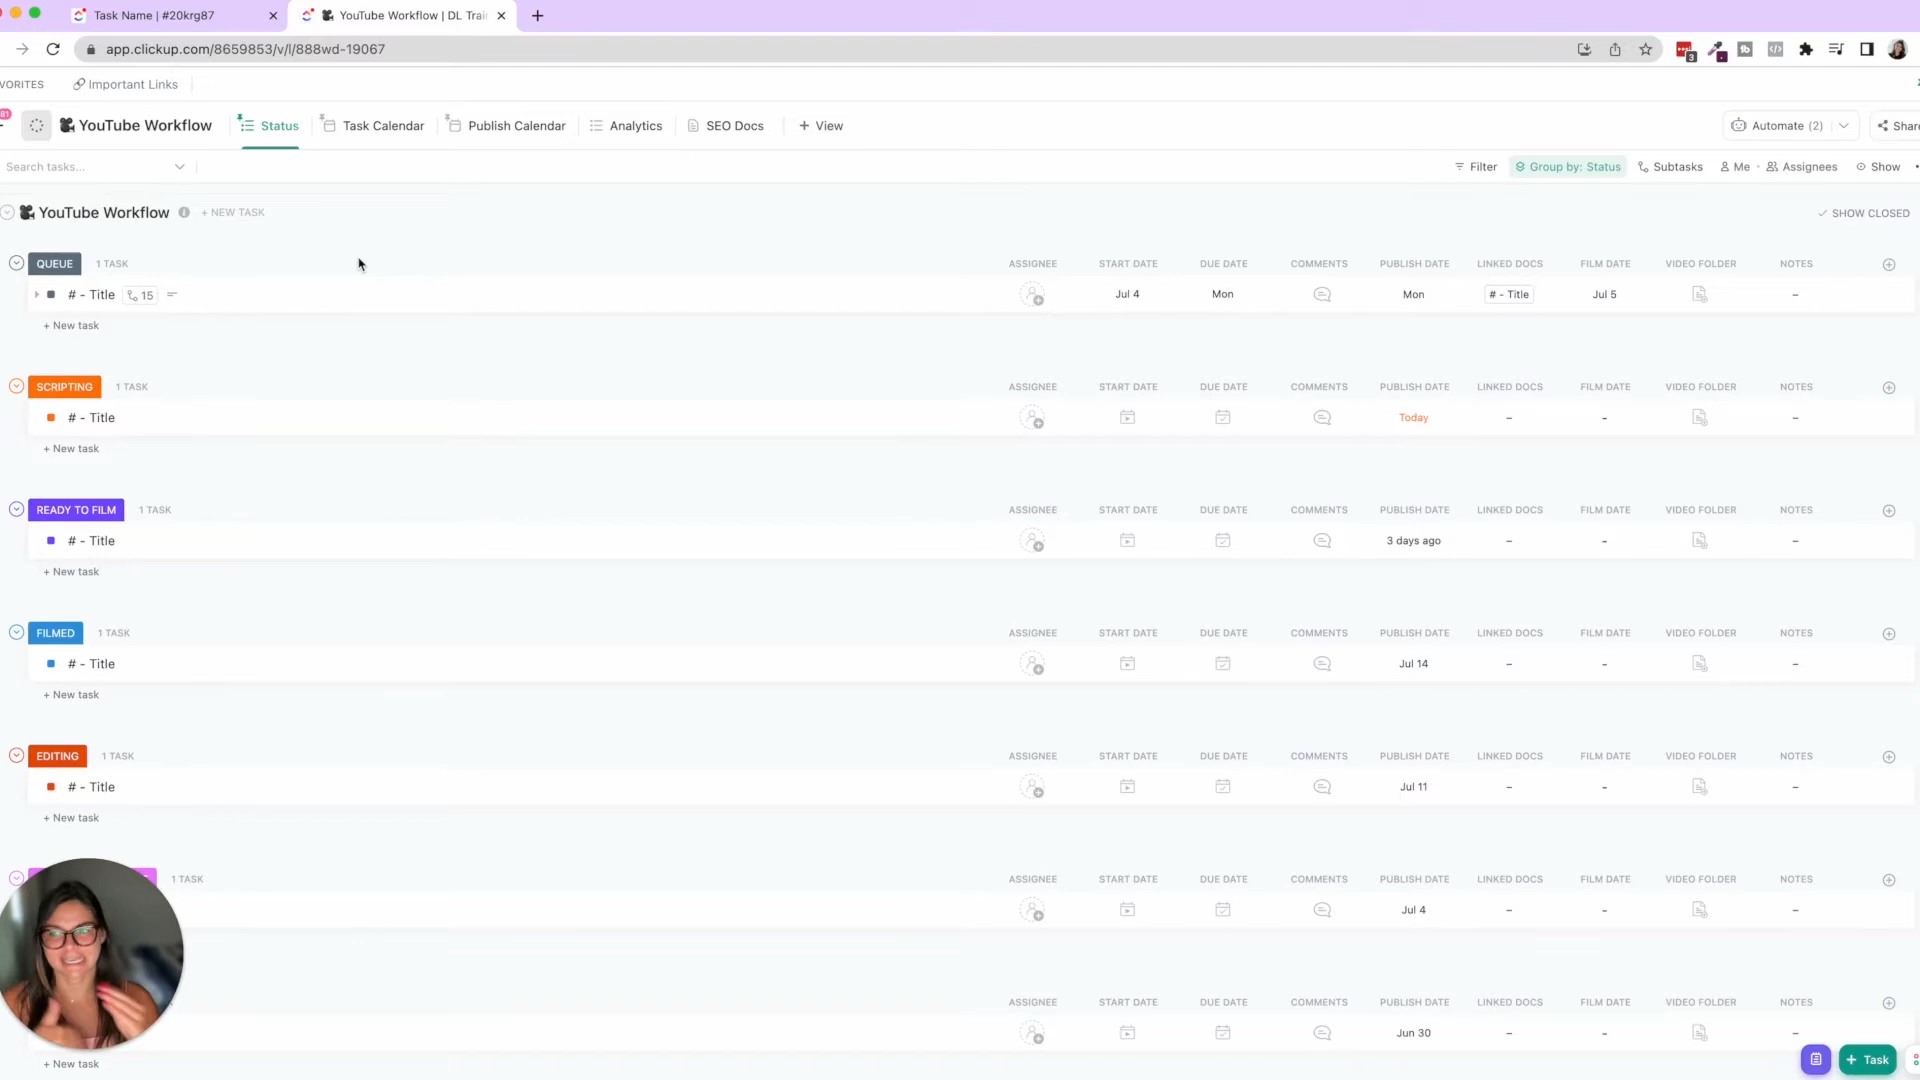 Task Name | #20krg87
YouTube Workflow | DL Trai
app.clickup.com/8659853/v/l/888wd-19067
3
VORITES
Important Links
81
YouTube Workflow
Status
Task Calendar
Publish Calendar
Analytics
SEO Docs
+ View
Automate (2)
Share
Search tasks...
Filter
Group by: Status
Subtasks
Me
Assignees
Show
YouTube Workflow
+ NEW TASK
SHOW CLOSED
QUEUE 1 TASK ASSIGNEE START DATE DUE DATE COMMENTS PUBLISH DATE LINKED DOCS FILM DATE VIDEO FOLDER NOTES
# - Title 15 Jul 4 Mon Mon # - Title Jul 5 –
+ New task
SCRIPTING 1 TASK ASSIGNEE START DATE DUE DATE COMMENTS PUBLISH DATE LINKED DOCS FILM DATE VIDEO FOLDER NOTES
# - Title Today – – –
+ New task
READY TO FILM 1 TASK ASSIGNEE START DATE DUE DATE COMMENTS PUBLISH DATE LINKED DOCS FILM DATE VIDEO FOLDER NOTES
# - Title 3 days ago – – –
+ New task
FILMED 1 TASK ASSIGNEE START DATE DUE DATE COMMENTS PUBLISH DATE LINKED DOCS FILM DATE VIDEO FOLDER NOTES
# - Title Jul 14 – – –
+ New task
EDITING 1 TASK ASSIGNEE START DATE DUE DATE COMMENTS PUBLISH DATE LINKED DOCS FILM DATE VIDEO FOLDER NOTES
# - Title Jul 11 – – –
+ New task
1 TASK ASSIGNEE START DATE DUE DATE COMMENTS PUBLISH DATE LINKED DOCS FILM DATE VIDEO FOLDER NOTES
Jul 4 – – –
ASSIGNEE START DATE DUE DATE COMMENTS PUBLISH DATE LINKED DOCS FILM DATE VIDEO FOLDER NOTES
Jun 30 – – –
+ New task
+ Task